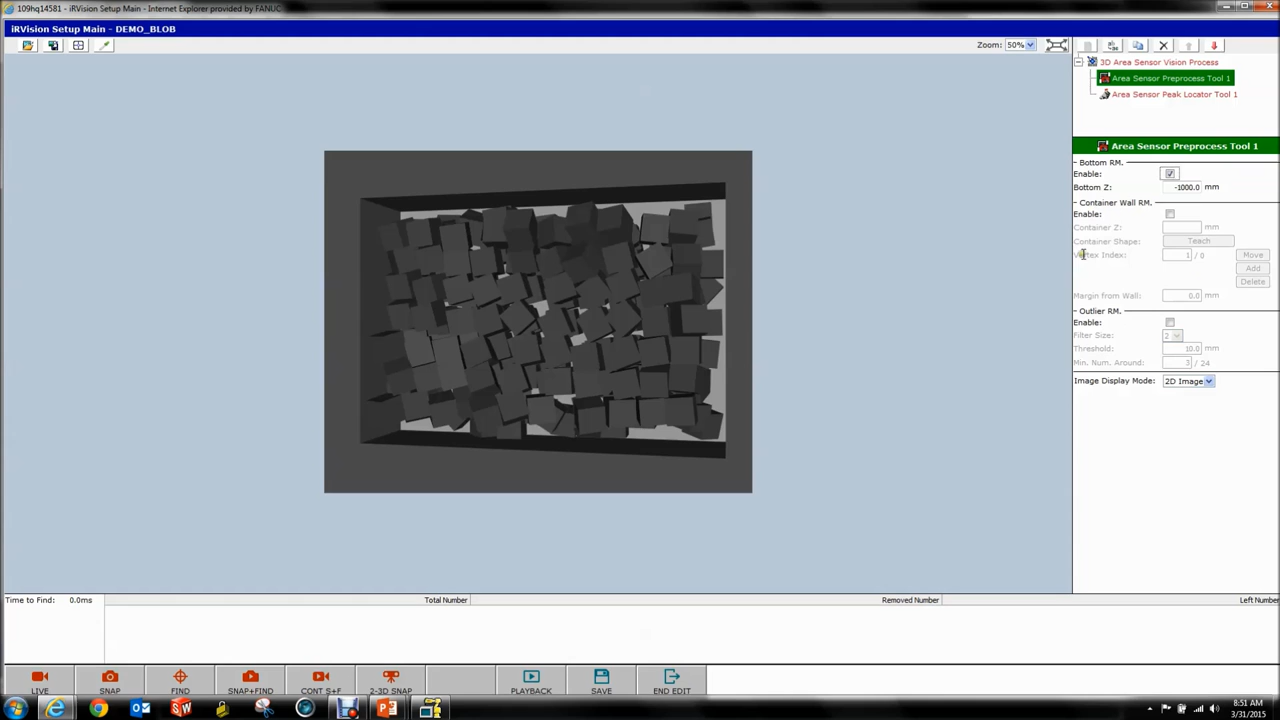 109hq14581 - Internet Explorer provided by FANUC
iRVision Setup Main - DEMO_BLOB
Zoom: 50%
3D Area Sensor Vision Process
Area Sensor Preprocess Tool 1
Area Sensor Peak Locator Tool 1
Area Sensor Preprocess Tool 1
Bottom RM.
Enable:
Bottom Z: -1000.0 mm
Container Wall RM.
Enable:
Container Z: mm
Container Shape: Teach
Vertex Index: 1 / 0 Move
Add
Delete
Margin from Wall: 0.0 mm
Outlier RM.
Enable:
Filter Size: 2
Threshold: 10.0 mm
Min. Num. Around: 3 / 24
Image Display Mode: 2D Image
Time to Find: 0.0ms Total Number Removed Number Left Number
LIVE SNAP FIND SNAP+FIND CONT S+F 2-3D SNAP PLAYBACK SAVE END EDIT
8:51 AM
3/31/2015